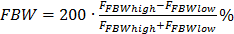 FBW = 200 · (F_FBWhigh − F_FBWlow) / (F_FBWhigh + F_FBWlow) %